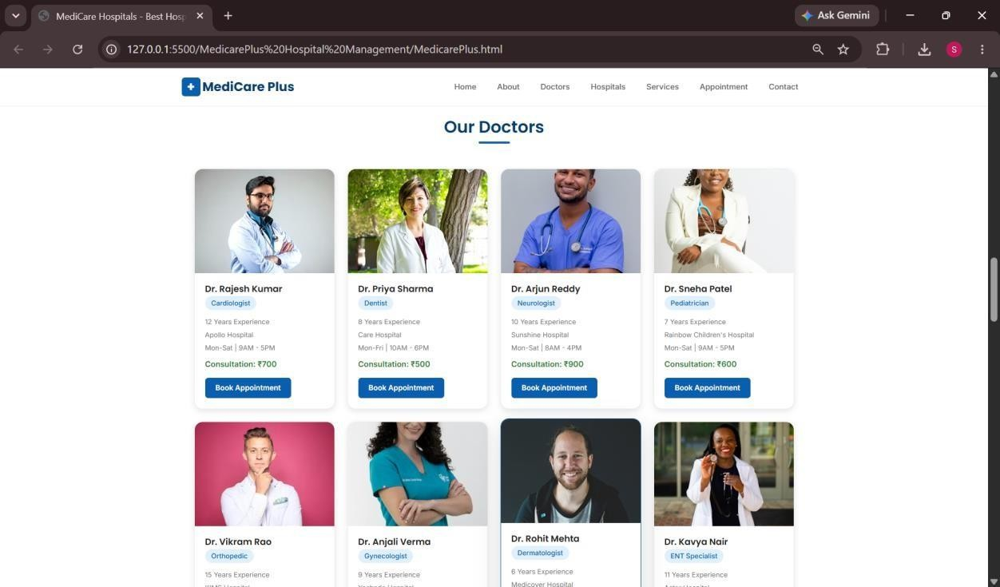 MediCare Hospitals - Best Hosp
Ask Gemini
127.0.0.1:5500/MedicarePlus%20Hospital%20Management/MedicarePlus.html
S
MediCare Plus
Home About Doctors Hospitals Services Appointment Contact
Our Doctors
Dr. Rajesh Kumar
Cardiologist
12 Years Experience
Apollo Hospital
Mon-Sat | 9AM - 5PM
Consultation: ₹700
Book Appointment
Dr. Priya Sharma
Dentist
8 Years Experience
Care Hospital
Mon-Fri | 10AM - 6PM
Consultation: ₹500
Book Appointment
Dr. Arjun Reddy
Neurologist
10 Years Experience
Sunshine Hospital
Mon-Sat | 8AM - 4PM
Consultation: ₹900
Book Appointment
Dr. Sneha Patel
Pediatrician
7 Years Experience
Rainbow Children's Hospital
Mon-Sat | 9AM - 5PM
Consultation: ₹600
Book Appointment
Dr. Vikram Rao
Orthopedic
15 Years Experience
Dr. Anjali Verma
Gynecologist
9 Years Experience
Dr. Rohit Mehta
Dermatologist
6 Years Experience
Medicover Hospital
Dr. Kavya Nair
ENT Specialist
11 Years Experience